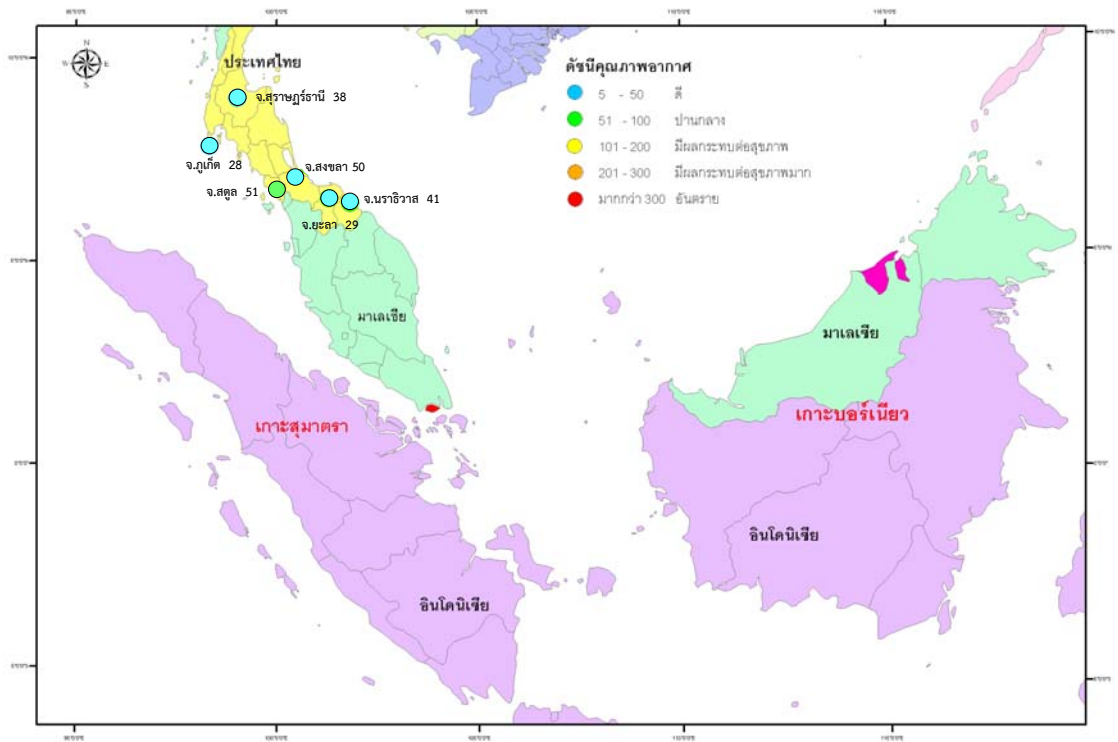 ประเทศไทย
จ.สุราษฎร์ธานี 38
จ.ภูเก็ต 28
จ.สงขลา 50
จ.สตูล 51
จ.นราธิวาส 41
จ.ยะลา 29
ดัชนีคุณภาพอากาศ
5 - 50 ดี
51 - 100 ปานกลาง
101 - 200 มีผลกระทบต่อสุขภาพ
201 - 300 มีผลกระทบต่อสุขภาพมาก
มากกว่า 300 อันตราย
มาเลเซีย
มาเลเซีย
เกาะสุมาตรา
เกาะบอร์เนียว
อินโดนิเซีย
อินโดนิเซีย
N
W E
S